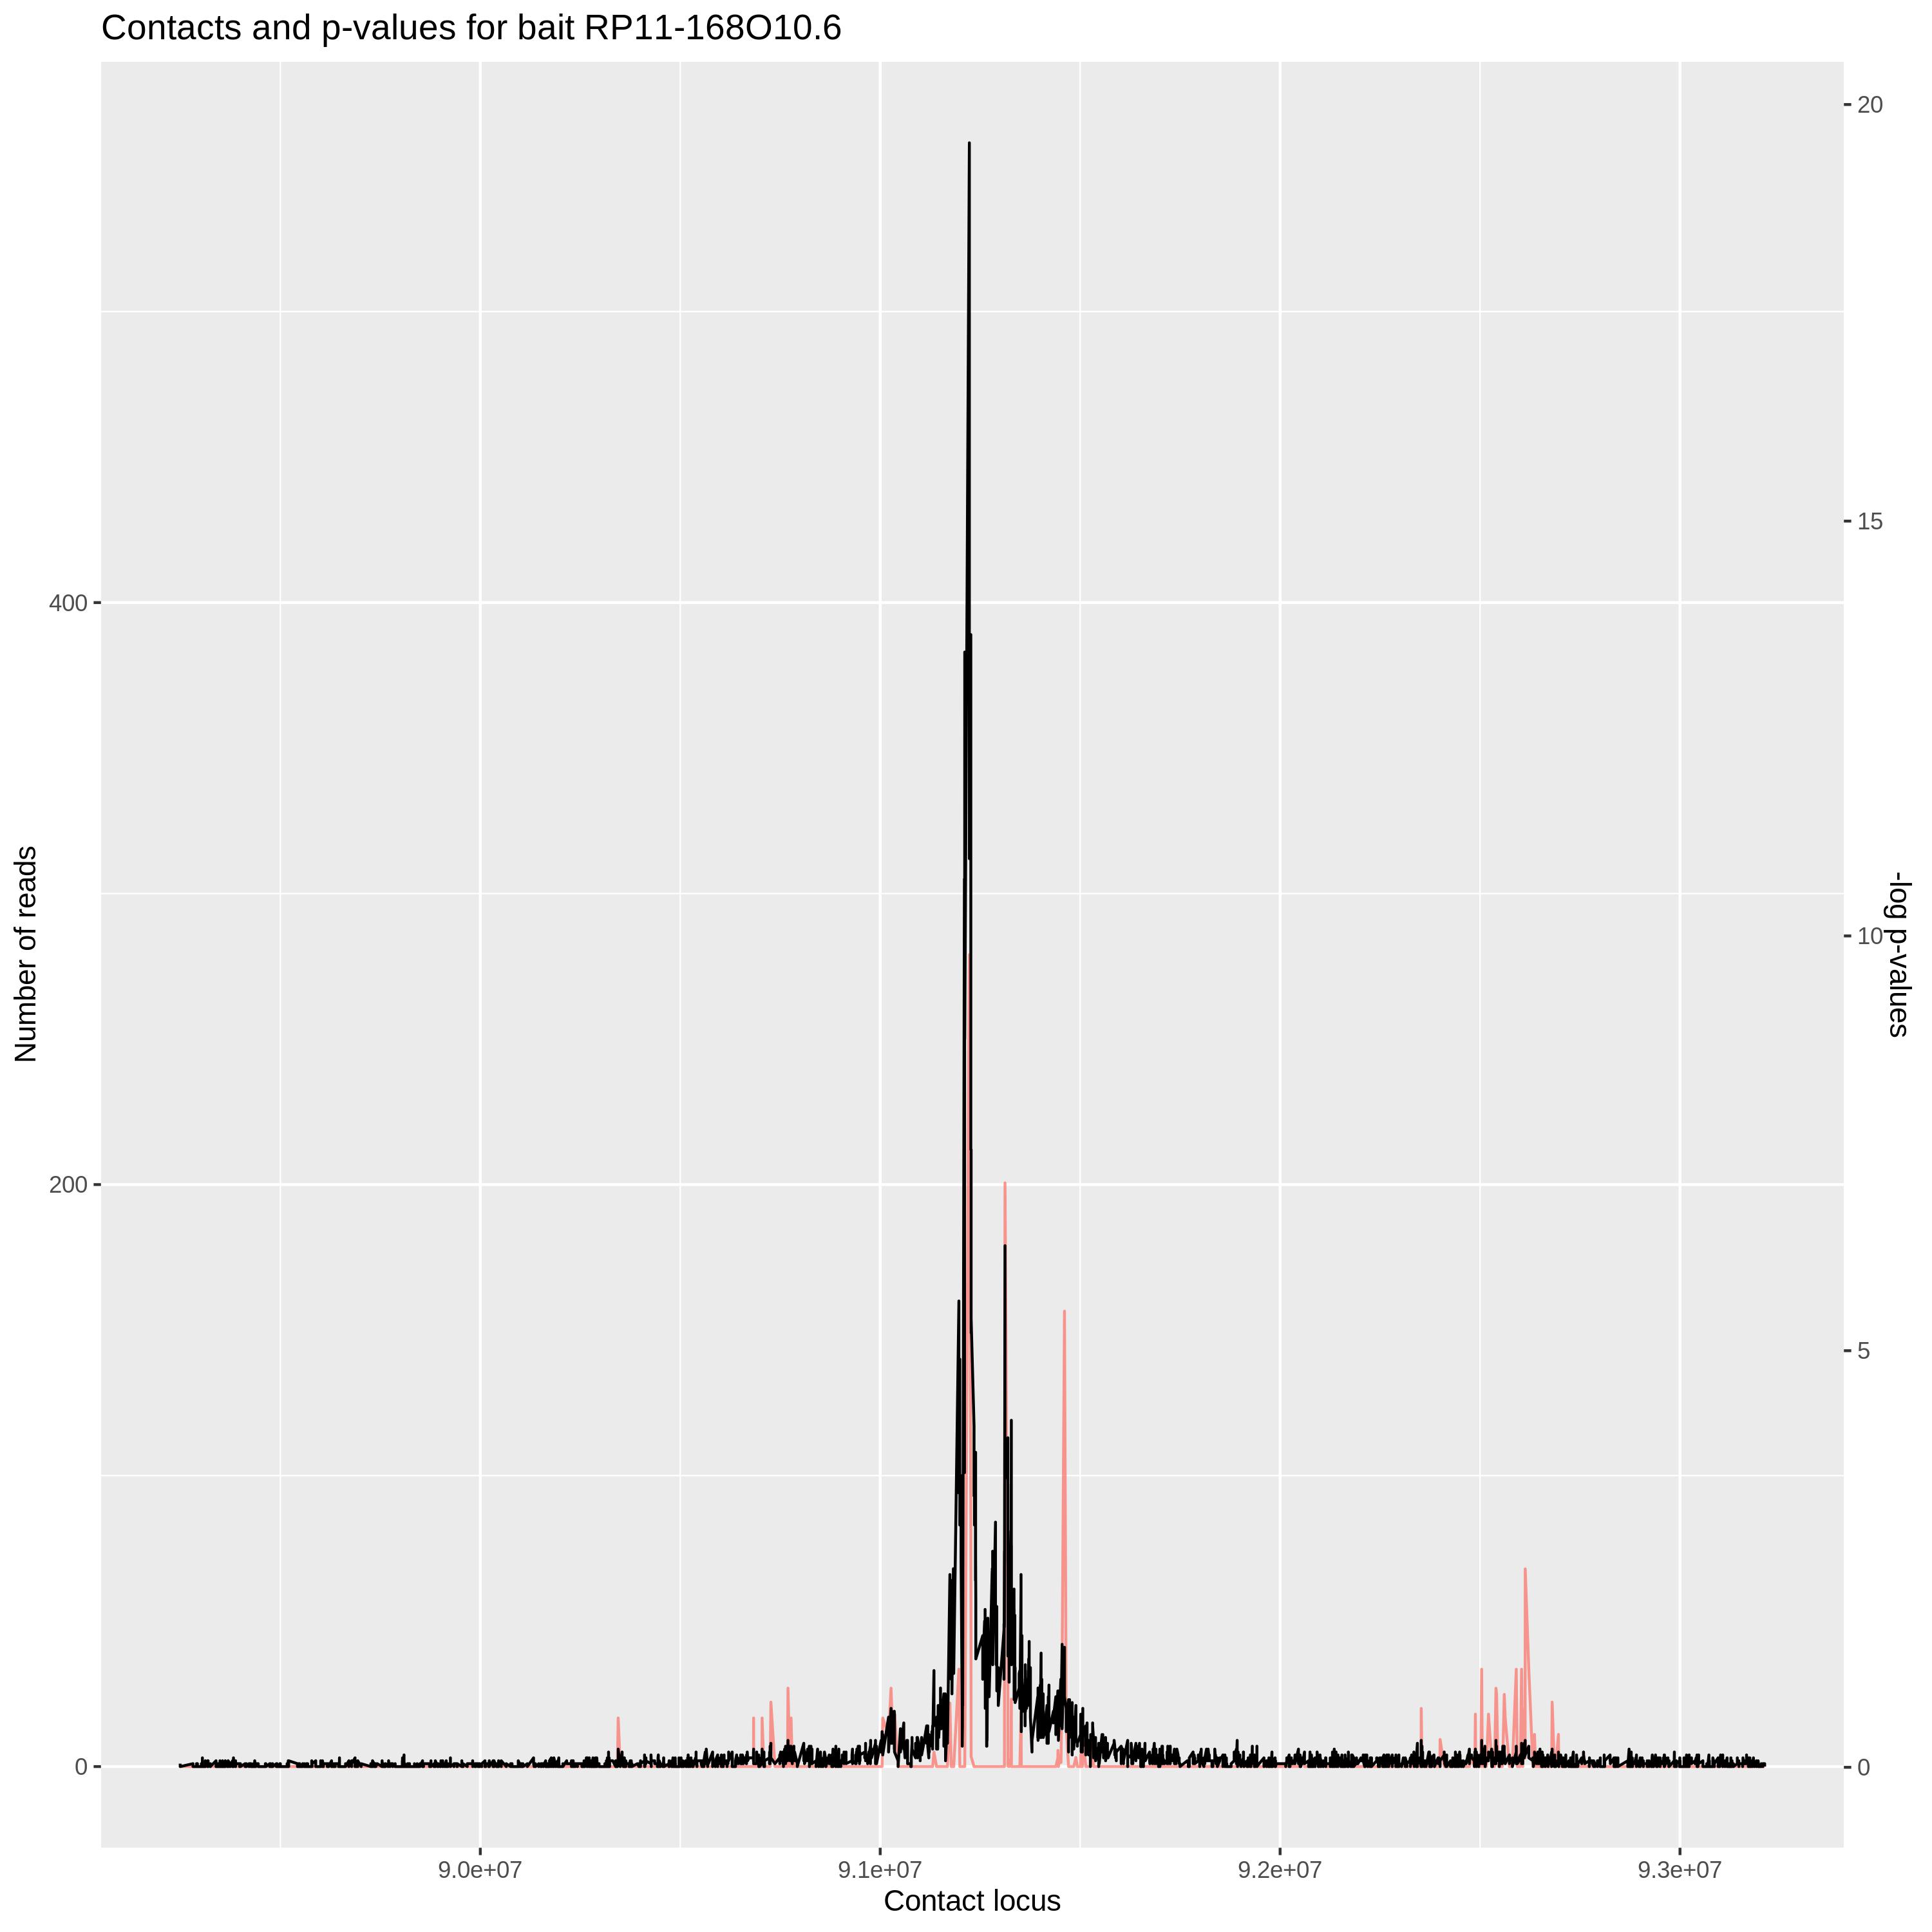 Contacts and p-values for bait RP11-168O10.6
20
15
10
5
0
400
200
0
Number of reads
-log p-values
9.0e+07 9.1e+07 9.2e+07 9.3e+07
Contact locus